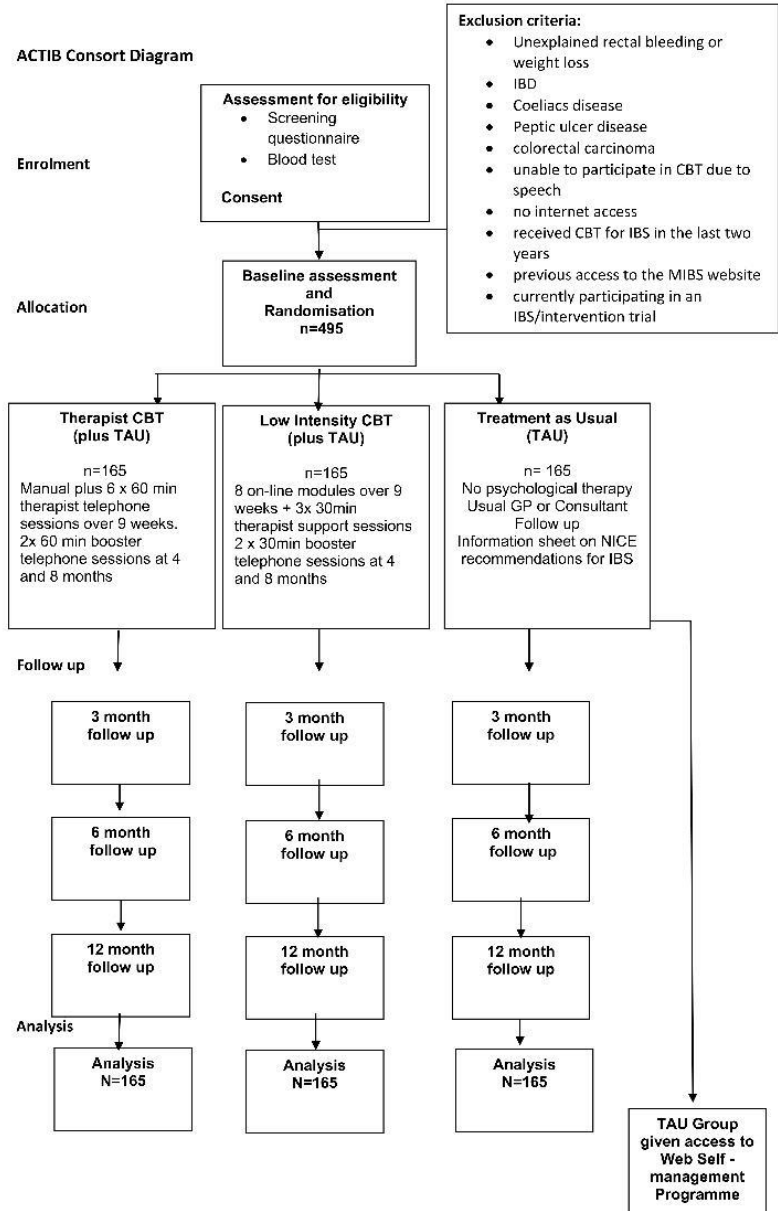 ACTIB Consort Diagram
Exclusion criteria:
• Unexplained rectal bleeding or
weight loss
• IBD
• Coeliacs disease
• Peptic ulcer disease
• colorectal carcinoma
• unable to participate in CBT due to
speech
• no internet access
• received CBT for IBS in the last two
years
• previous access to the MIBS website
• currently participating in an
IBS/intervention trial
Enrolment
Assessment for eligibility
• Screening
questionnaire
• Blood test
Consent
Allocation
Baseline assessment
and
Randomisation
n=495
Therapist CBT
(plus TAU)
n=165
Manual plus 6 x 60 min
therapist telephone
sessions over 9 weeks.
2x 60 min booster
telephone sessions at 4
and 8 months
Low Intensity CBT
(plus TAU)
n=165
8 on-line modules over 9
weeks + 3x 30min
therapist support sessions
2 x 30min booster
telephone sessions at 4
and 8 months
Treatment as Usual
(TAU)
n= 165
No psychological therapy
Usual GP or Consultant
Follow up
Information sheet on NICE
recommendations for IBS
Follow up
3 month
follow up
3 month
follow up
3 month
follow up
6 month
follow up
6 month
follow up
6 month
follow up
12 month
follow up
12 month
follow up
12 month
follow up
Analysis
Analysis
N=165
Analysis
N=165
Analysis
N=165
TAU Group
given access to
Web Self -
management
Programme